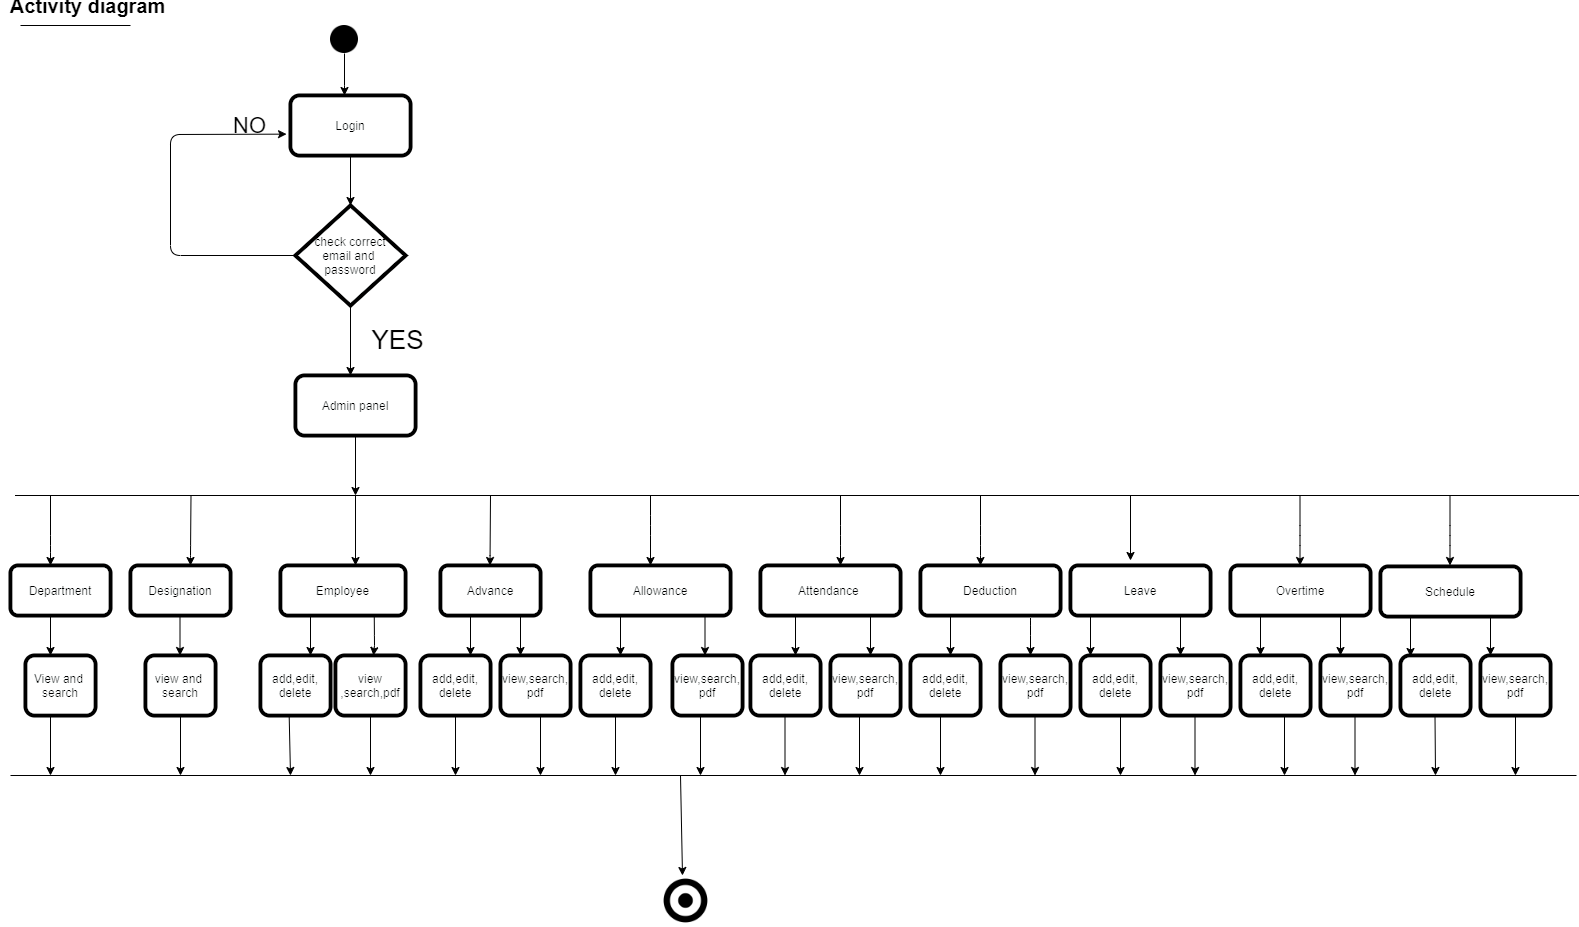 Activity diagram
Login
NO
check correct
email and
password
YES
Admin panel
Department
Designation
Employee
Advance
Allowance
Attendance
Deduction
Leave
Overtime
Schedule
View and
search
view and
search
add,edit,
delete
view
,search,pdf
add,edit,
delete
view,search,
pdf
add,edit,
delete
view,search,
pdf
add,edit,
delete
view,search,
pdf
add,edit,
delete
view,search,
pdf
add,edit,
delete
view,search,
pdf
add,edit,
delete
view,search,
pdf
add,edit,
delete
view,search,
pdf